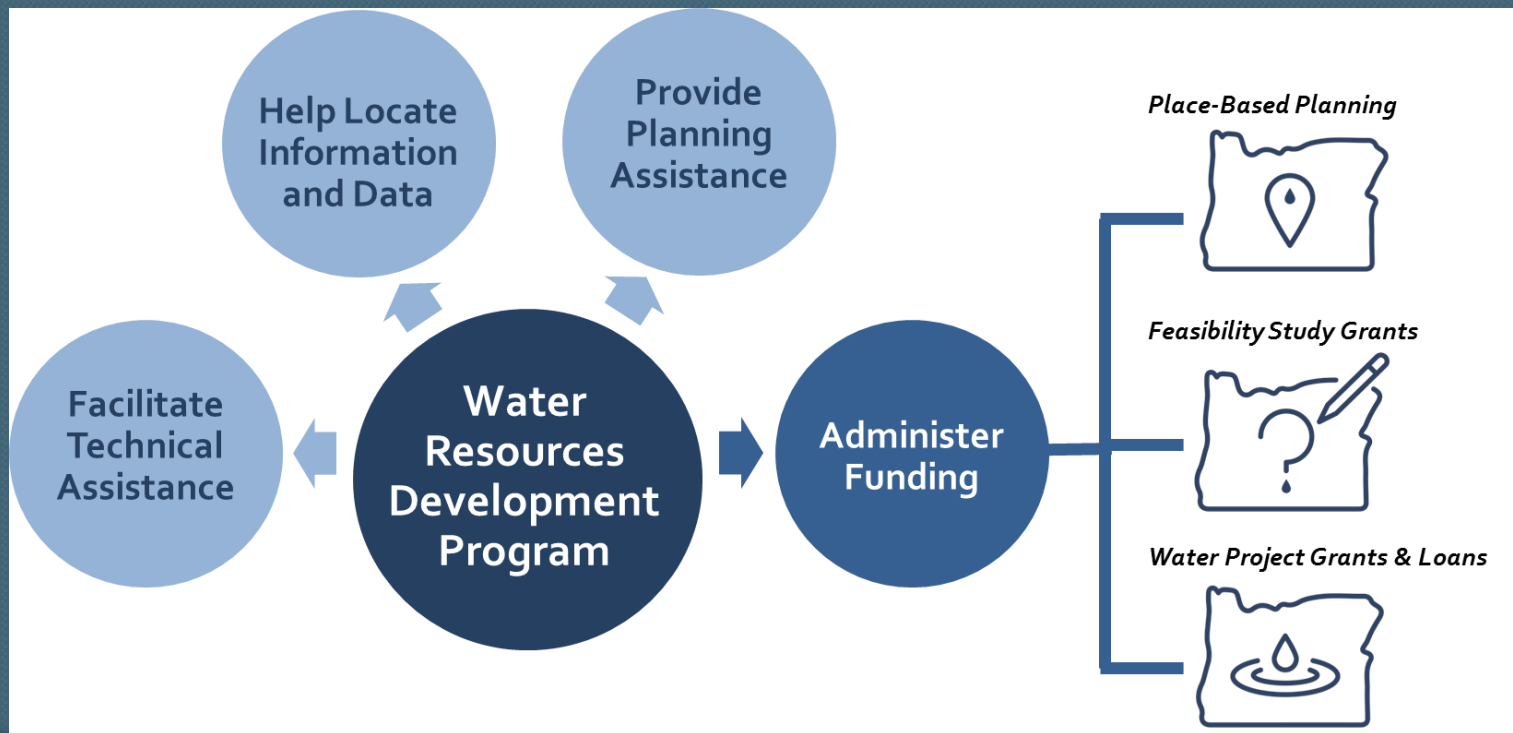 Help Locate
Information
and Data
Provide
Planning
Assistance
Facilitate
Technical
Assistance
Water
Resources
Development
Program
Administer
Funding
Place-Based Planning
Feasibility Study Grants
Water Project Grants & Loans